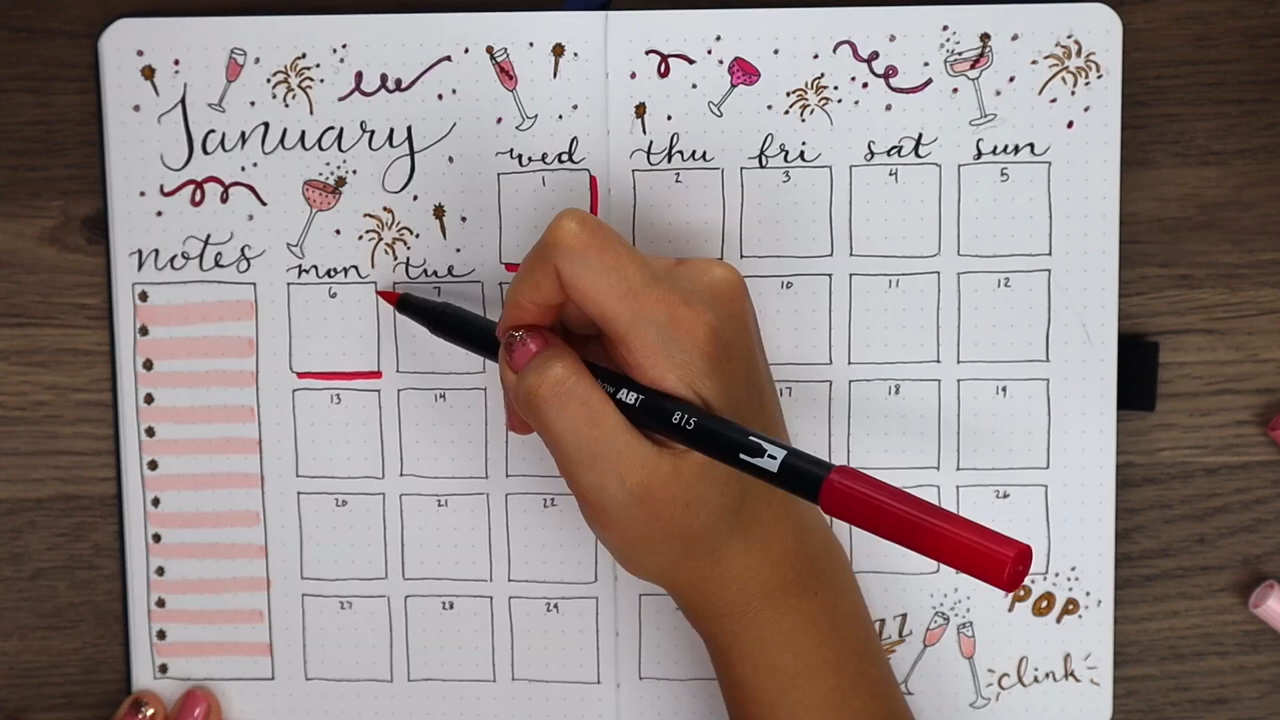 January
wed thu fri sat sun
1 2 3 4 5
notes
mon tue
6 7 10 11 12
13 14 17 18 19
20 21 22 26
27 28 29
ABT 815
POP
clink